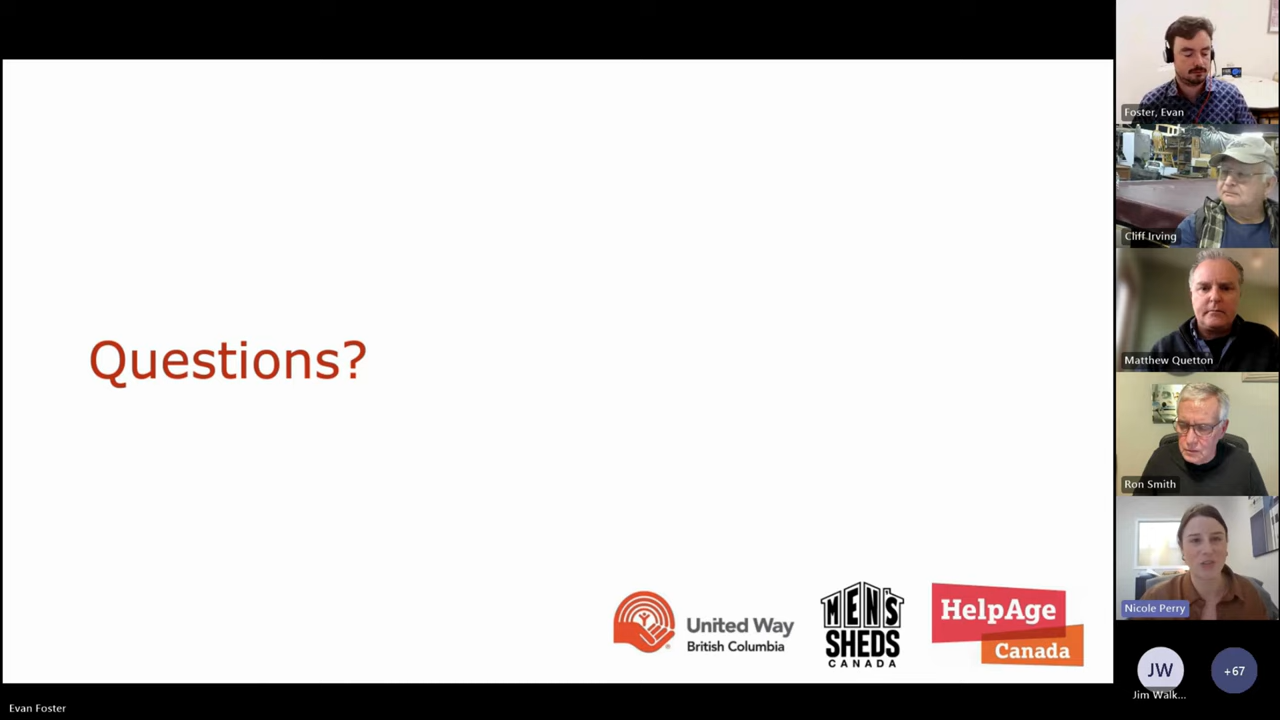 Questions?
United Way
British Columbia
MEN'S
SHEDS
CANADA
HelpAge
Canada
Foster, Evan
Cliff Irving
Matthew Quetton
Ron Smith
Nicole Perry
JW
Jim Walk...
+67
Evan Foster